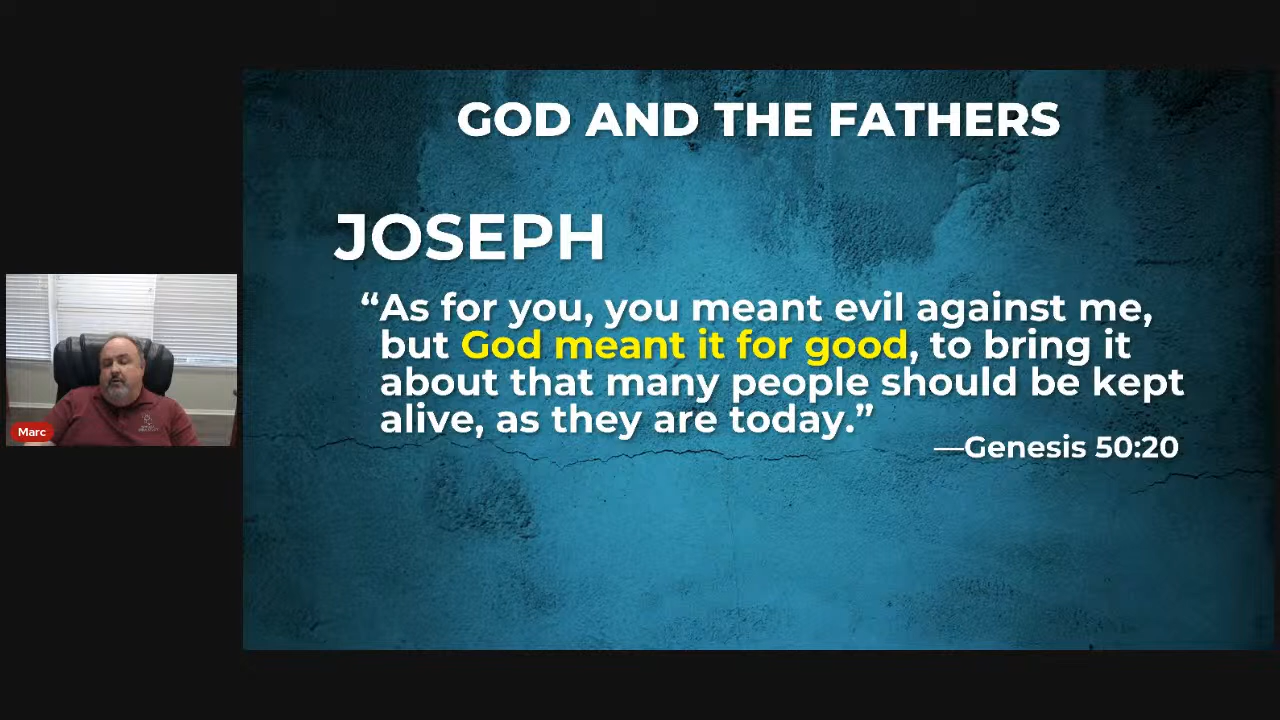 GOD AND THE FATHERS
JOSEPH
“As for you, you meant evil against me,
but God meant it for good, to bring it
about that many people should be kept
alive, as they are today.”
—Genesis 50:20
Marc